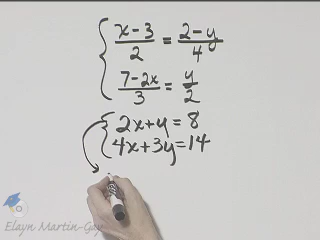 x-3/2 = 2-y/4
7-2x/3 = y/2
2x+y=8
4x+3y=14
Elayn Martin-Gay